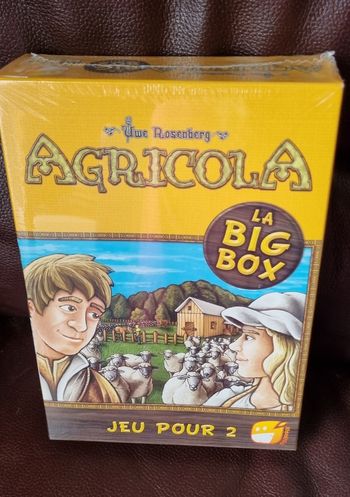 Uwe Rosenberg
AGRICOLA
LA
BIG
BOX
JEU POUR 2